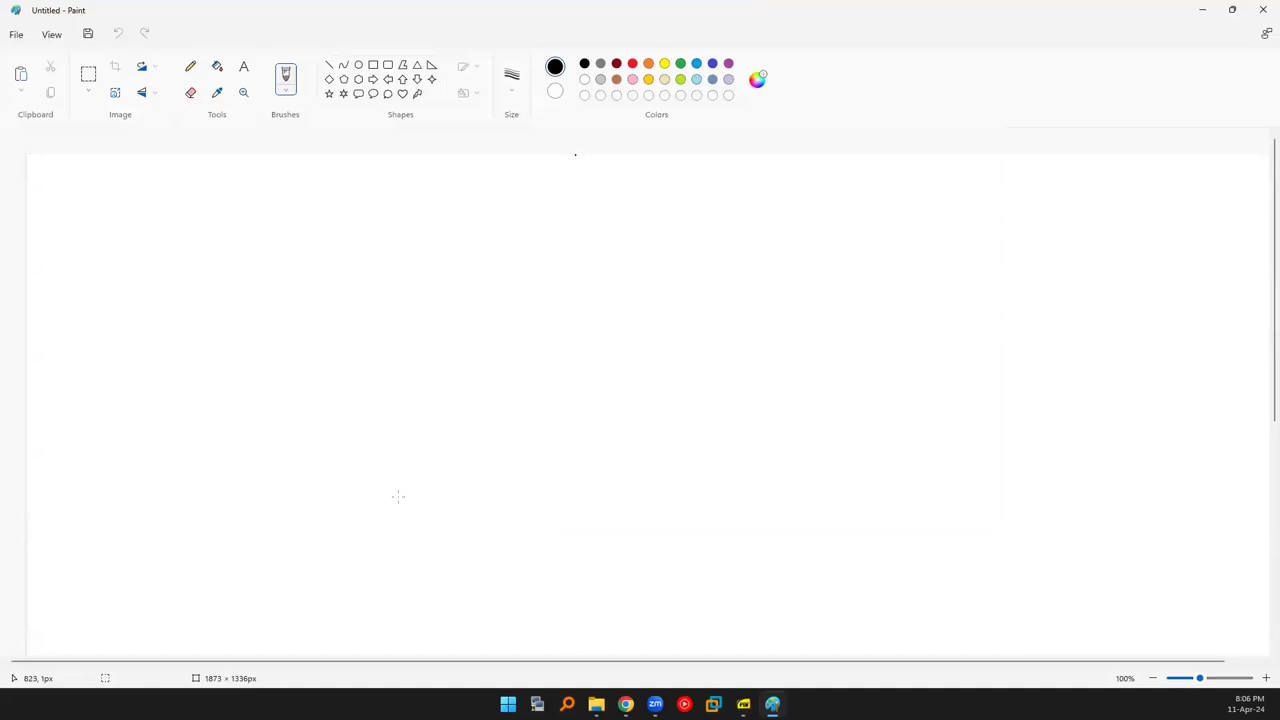 Untitled - Paint
File View
Clipboard Image Tools Brushes Shapes Size Colors
823, 1px 1873 × 1336px 100%
8:06 PM
11-Apr-24